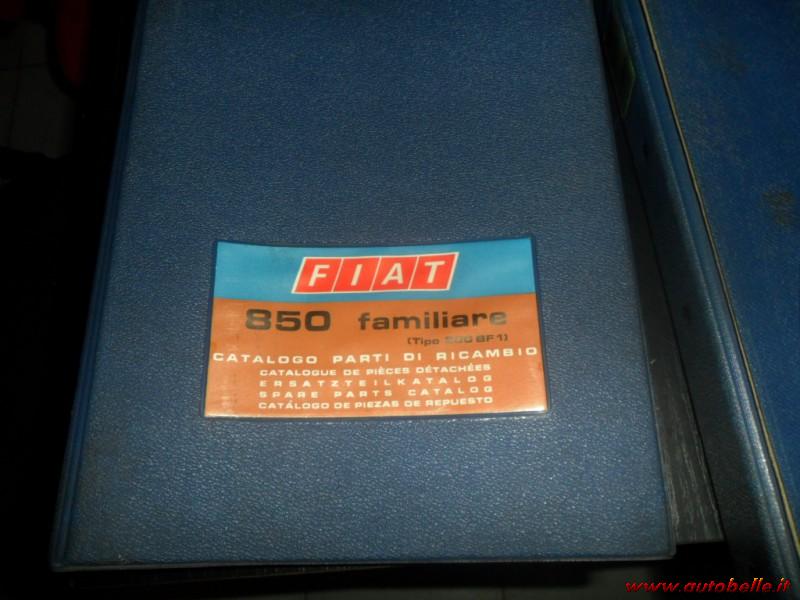 FIAT
850 familiare
(Tipo BF1)
CATALOGO PARTI DI RICAMBIO
CATALOGUE DE PIÈCES DÉTACHÉES
ERSATZTEILKATALOG
SPARE PARTS CATALOG
CATÁLOGO DE PIEZAS DE REPUESTO
www.autobelle.it